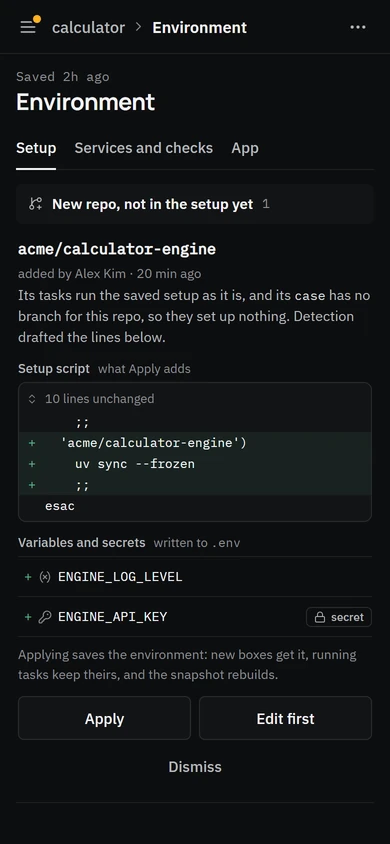 calculator > Environment
Saved 2h ago
Environment
Setup Services and checks App
New repo, not in the setup yet 1
acme/calculator-engine
added by Alex Kim · 20 min ago
Its tasks run the saved setup as it is, and its case has no
branch for this repo, so they set up nothing. Detection
drafted the lines below.
Setup script what Apply adds
10 lines unchanged
;;
+ 'acme/calculator-engine')
+ uv sync --frozen
+ ;;
esac
Variables and secrets written to .env
+ (x) ENGINE_LOG_LEVEL
+ ENGINE_API_KEY secret
Applying saves the environment: new boxes get it, running
tasks keep theirs, and the snapshot rebuilds.
Apply Edit first
Dismiss